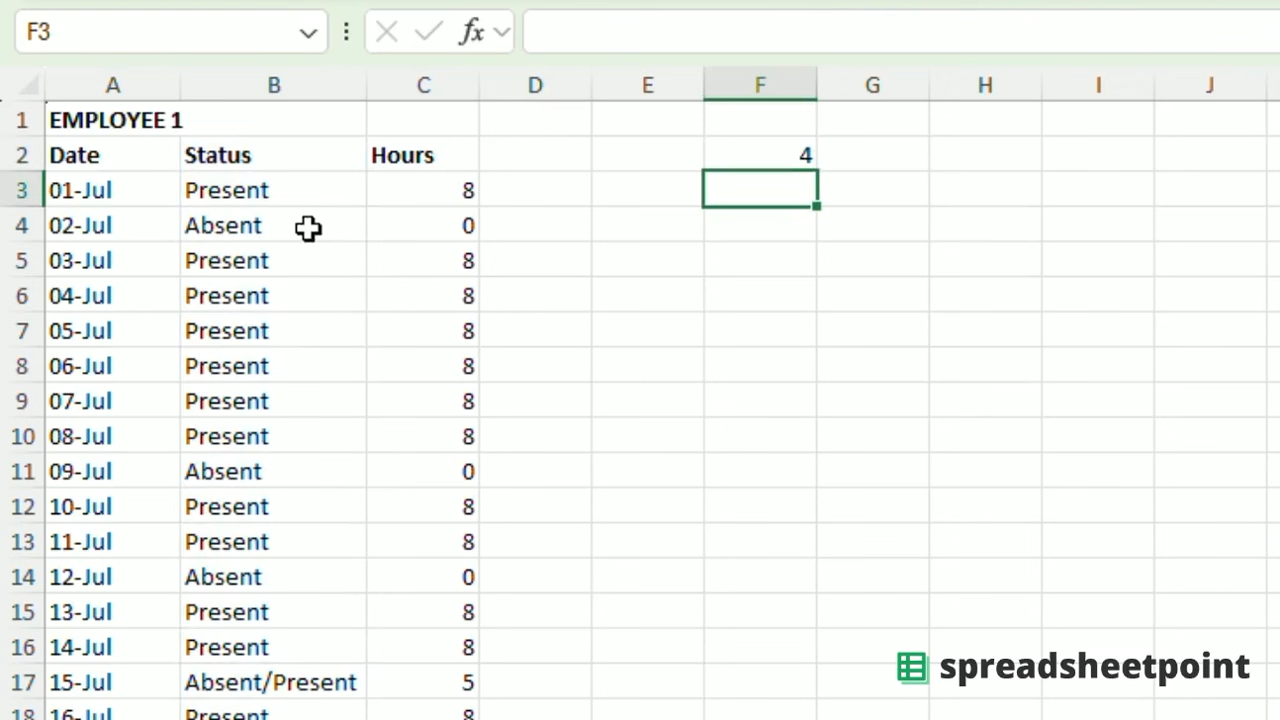 F3 fx
A B C D E F G H I J
1 EMPLOYEE 1
2 Date Status Hours 4
3 01-Jul Present 8
4 02-Jul Absent 0
5 03-Jul Present 8
6 04-Jul Present 8
7 05-Jul Present 8
8 06-Jul Present 8
9 07-Jul Present 8
10 08-Jul Present 8
11 09-Jul Absent 0
12 10-Jul Present 8
13 11-Jul Present 8
14 12-Jul Absent 0
15 13-Jul Present 8
16 14-Jul Present 8
17 15-Jul Absent/Present 5
18 16-Jul Present 8
spreadsheetpoint